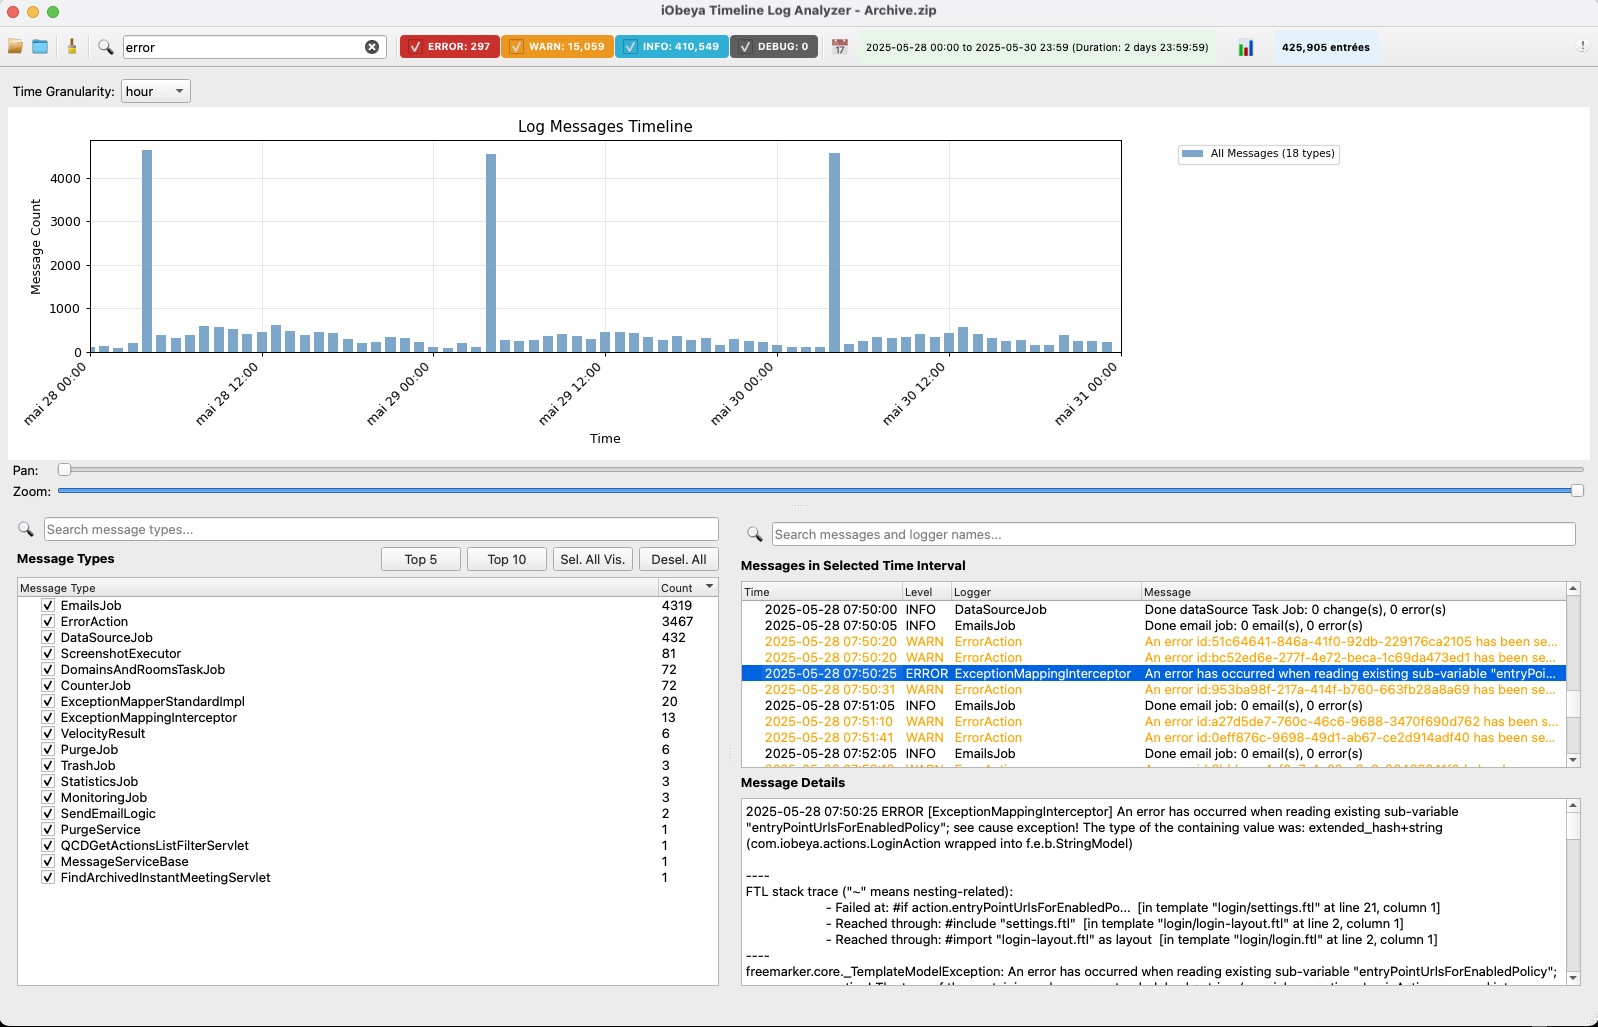 iObeya Timeline Log Analyzer - Archive.zip
error
ERROR: 297
WARN: 15,059
INFO: 410,549
DEBUG: 0
2025-05-28 00:00 to 2025-05-30 23:59 (Duration: 2 days 23:59:59)
425,905 entrées
Time Granularity: hour
Log Messages Timeline
All Messages (18 types)
Message Count
4000
3000
2000
1000
0
mai 28 00:00
mai 28 12:00
mai 29 00:00
mai 29 12:00
mai 30 00:00
mai 30 12:00
mai 31 00:00
Time
Pan:
Zoom:
Search message types...
Message Types
Top 5
Top 10
Sel. All Vis.
Desel. All
Message Type Count
EmailsJob 4319
ErrorAction 3467
DataSourceJob 432
ScreenshotExecutor 81
DomainsAndRoomsTaskJob 72
CounterJob 72
ExceptionMapperStandardImpl 20
ExceptionMappingInterceptor 13
VelocityResult 6
PurgeJob 6
TrashJob 3
StatisticsJob 3
MonitoringJob 3
SendEmailLogic 2
PurgeService 1
QCDGetActionsListFilterServlet 1
MessageServiceBase 1
FindArchivedInstantMeetingServlet 1
Search messages and logger names...
Messages in Selected Time Interval
Time Level Logger Message
2025-05-28 07:50:00 INFO DataSourceJob Done dataSource Task Job: 0 change(s), 0 error(s)
2025-05-28 07:50:05 INFO EmailsJob Done email job: 0 email(s), 0 error(s)
2025-05-28 07:50:20 WARN ErrorAction An error id:51c64641-846a-41f0-92db-229176ca2105 has been se...
2025-05-28 07:50:20 WARN ErrorAction An error id:bc52ed6e-277f-4e72-beca-1c69da473ed1 has been se...
2025-05-28 07:50:25 ERROR ExceptionMappingInterceptor An error has occurred when reading existing sub-variable "entryPoi...
2025-05-28 07:50:31 WARN ErrorAction An error id:953ba98f-217a-414f-b760-663fb28a8a69 has been se...
2025-05-28 07:51:05 INFO EmailsJob Done email job: 0 email(s), 0 error(s)
2025-05-28 07:51:10 WARN ErrorAction An error id:a27d5de7-760c-46c6-9688-3470f690d762 has been s...
2025-05-28 07:51:41 WARN ErrorAction An error id:0eff876c-9698-49d1-ab67-ce2d914adf40 has been se...
2025-05-28 07:52:05 INFO EmailsJob Done email job: 0 email(s), 0 error(s)
Message Details
2025-05-28 07:50:25 ERROR [ExceptionMappingInterceptor] An error has occurred when reading existing sub-variable
"entryPointUrlsForEnabledPolicy"; see cause exception! The type of the containing value was: extended_hash+string
(com.iobeya.actions.LoginAction wrapped into f.e.b.StringModel)
----
FTL stack trace ("~" means nesting-related):
- Failed at: #if action.entryPointUrlsForEnabledPo... [in template "login/settings.ftl" at line 21, column 1]
- Reached through: #include "settings.ftl" [in template "login/login-layout.ftl" at line 2, column 1]
- Reached through: #import "login-layout.ftl" as layout [in template "login/login.ftl" at line 2, column 1]
----
freemarker.core._TemplateModelException: An error has occurred when reading existing sub-variable "entryPointUrlsForEnabledPolicy";